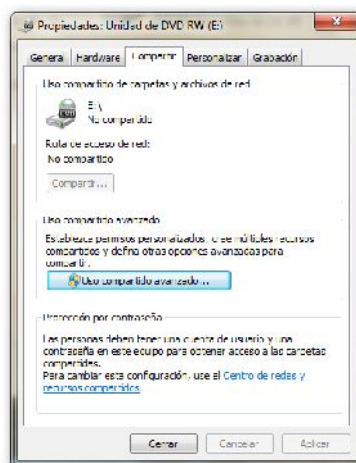 Propiedades: Unidad de DVD RW (E:)
General Hardware Compartir Personalizar Grabación
Uso compartido de carpetas y archivos de red
E:\
No compartido
Ruta de acceso de red:
No compartido
Compartir...
Uso compartido avanzado
Establezca permisos personalizados, cree múltiples recursos
compartidos y defina otras opciones avanzadas para
compartir.
Uso compartido avanzado...
Protección por contraseña
Las personas deben tener una cuenta de usuario y una
contraseña en este equipo para obtener acceso a las carpetas
compartidas.
Para cambiar esta configuración, use el Centro de redes y
recursos compartidos.
Cerrar Cancelar Aplicar